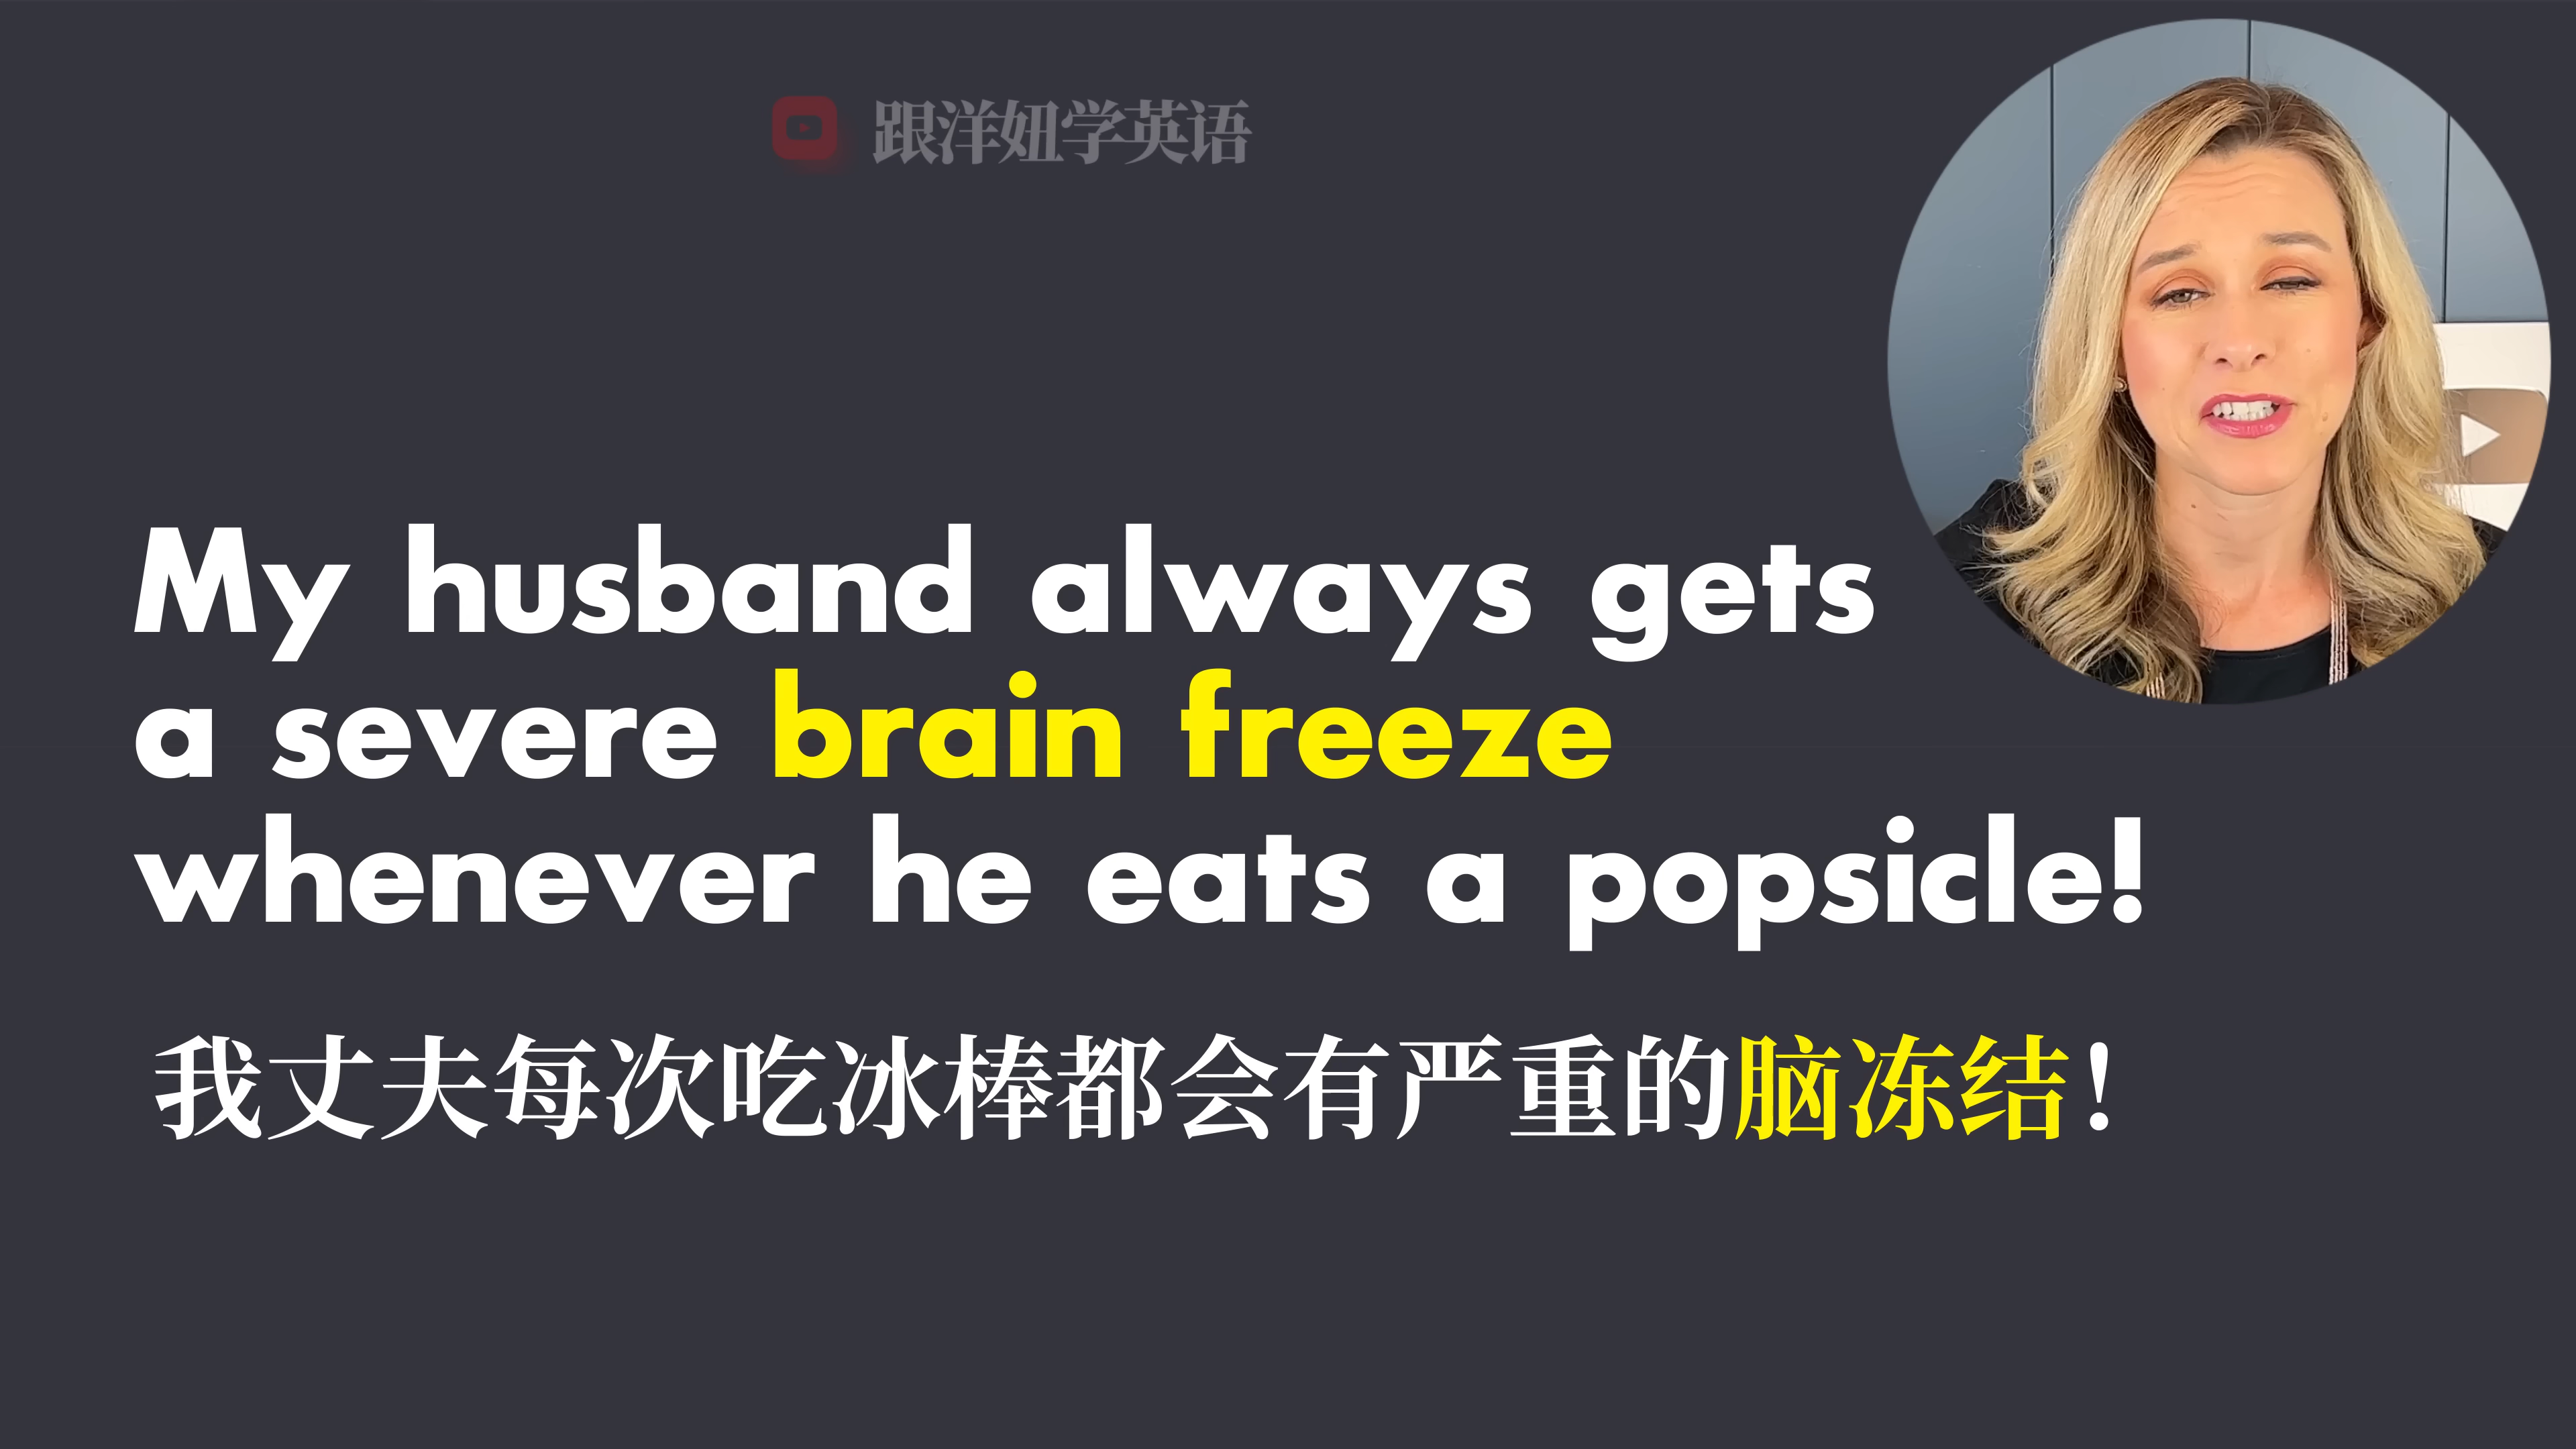 跟洋妞学英语
My husband always gets
a severe brain freeze
whenever he eats a popsicle!
我丈夫每次吃冰棒都会有严重的脑冻结！